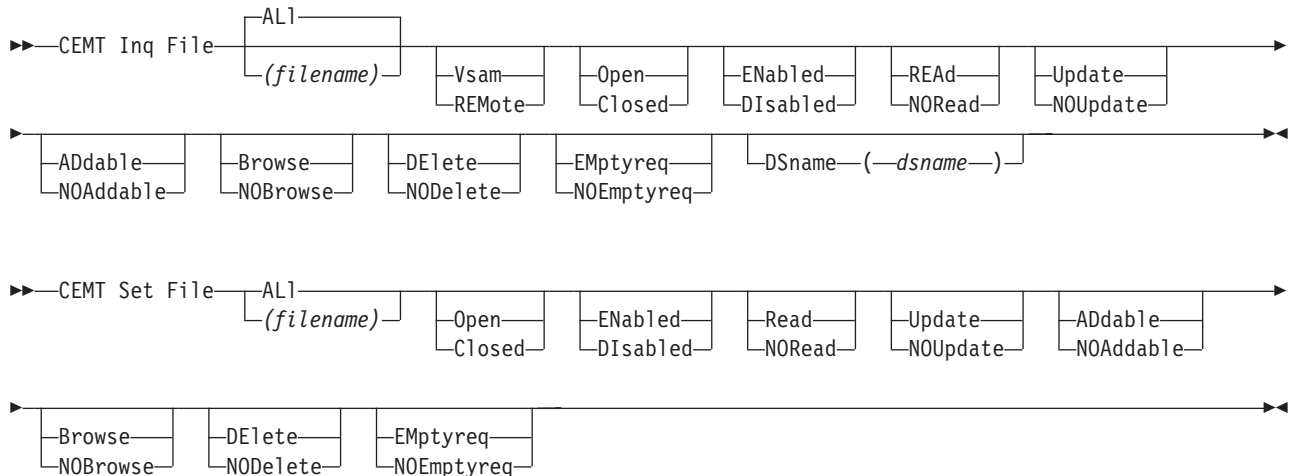 ALl
CEMT Inq File (filename) Vsam Open ENabled REAd Update
REMote Closed DIsabled NORead NOUpdate
ADdable Browse DElete EMptyreq DSname ( dsname )
NOAddable NOBrowse NODelete NOEmptyreq
CEMT Set File ALl
(filename) Open ENabled Read Update ADdable
Closed DIsabled NORead NOUpdate NOAddable
Browse DElete EMptyreq
NOBrowse NODelete NOEmptyreq